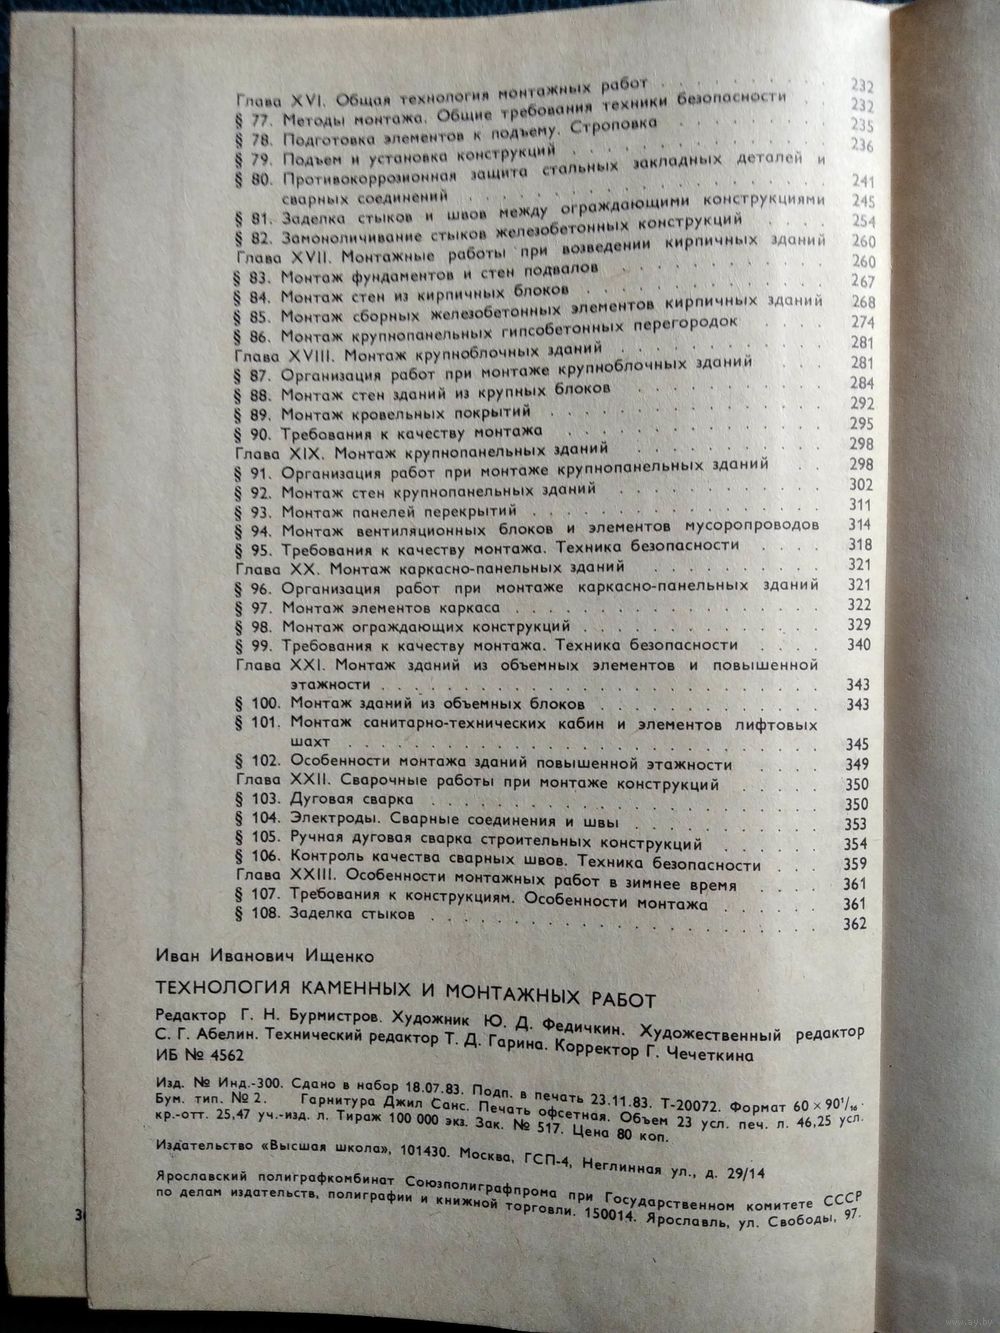 Глава XVI. Общая технология монтажных работ . . . . . . . . . 232
§ 77. Методы монтажа. Общие требования техники безопасности . . 232
§ 78. Подготовка элементов к подъему. Строповка . . . . . . . . 235
§ 79. Подъем и установка конструкций . . . . . . . . . . . . . 236
§ 80. Противокоррозионная защита стальных закладных деталей и
сварных соединений . . . . . . . . . . . . . . . . . 241
§ 81. Заделка стыков и швов между ограждающими конструкциями 245
§ 82. Замоноличивание стыков железобетонных конструкций . . . . 254
Глава XVII. Монтажные работы при возведении кирпичных зданий 260
§ 83. Монтаж фундаментов и стен подвалов . . . . . . . . . . 260
§ 84. Монтаж стен из кирпичных блоков . . . . . . . . . . . . 267
§ 85. Монтаж сборных железобетонных элементов кирпичных зданий 268
§ 86. Монтаж крупнопанельных гипсобетонных перегородок . . . . 274
Глава XVIII. Монтаж крупноблочных зданий . . . . . . . . . . 281
§ 87. Организация работ при монтаже крупноблочных зданий . . . . 281
§ 88. Монтаж стен зданий из крупных блоков . . . . . . . . . . 284
§ 89. Монтаж кровельных покрытий . . . . . . . . . . . . . . 292
§ 90. Требования к качеству монтажа . . . . . . . . . . . . . 295
Глава XIX. Монтаж крупнопанельных зданий . . . . . . . . . . 298
§ 91. Организация работ при монтаже крупнопанельных зданий . . 298
§ 92. Монтаж стен крупнопанельных зданий . . . . . . . . . . 302
§ 93. Монтаж панелей перекрытий . . . . . . . . . . . . . . 311
§ 94. Монтаж вентиляционных блоков и элементов мусоропроводов 314
§ 95. Требования к качеству монтажа. Техника безопасности . . . . 318
Глава XX. Монтаж каркасно-панельных зданий . . . . . . . . . 321
§ 96. Организация работ при монтаже каркасно-панельных зданий 321
§ 97. Монтаж элементов каркаса . . . . . . . . . . . . . . . 322
§ 98. Монтаж ограждающих конструкций . . . . . . . . . . . . 329
§ 99. Требования к качеству монтажа. Техника безопасности . . . . 340
Глава XXI. Монтаж зданий из объемных элементов и повышенной
этажности . . . . . . . . . . . . . . . . . . . . 343
§ 100. Монтаж зданий из объемных блоков . . . . . . . . . . . 343
§ 101. Монтаж санитарно-технических кабин и элементов лифтовых
шахт . . . . . . . . . . . . . . . . . . . . . . 345
§ 102. Особенности монтажа зданий повышенной этажности . . . . 349
Глава XXII. Сварочные работы при монтаже конструкций . . . . . 350
§ 103. Дуговая сварка . . . . . . . . . . . . . . . . . . . 350
§ 104. Электроды. Сварные соединения и швы . . . . . . . . . . 353
§ 105. Ручная дуговая сварка строительных конструкций . . . . . . 354
§ 106. Контроль качества сварных швов. Техника безопасности . . . 359
Глава XXIII. Особенности монтажных работ в зимнее время . . . . 361
§ 107. Требования к конструкциям. Особенности монтажа . . . . . 361
§ 108. Заделка стыков . . . . . . . . . . . . . . . . . . . 362
Иван Иванович Ищенко
ТЕХНОЛОГИЯ КАМЕННЫХ И МОНТАЖНЫХ РАБОТ
Редактор Г. Н. Бурмистров. Художник Ю. Д. Федичкин. Художественный редактор
С. Г. Абелин. Технический редактор Т. Д. Гарина. Корректор Г. Чечеткина
ИБ № 4562
Изд. № Инд.-300. Сдано в набор 18.07.83. Подп. в печать 23.11.83. Т-20072. Формат 60×90¹/₁₆.
Бум. тип. № 2. Гарнитура Джил Санс. Печать офсетная. Объем 23 усл. печ. л. 46,25 усл.
кр.-отт. 25,47 уч.-изд. л. Тираж 100 000 экз. Зак. № 517. Цена 80 коп.
Издательство «Высшая школа», 101430. Москва, ГСП-4, Неглинная ул., д. 29/14
Ярославский полиграфкомбинат Союзполиграфпрома при Государственном комитете СССР
по делам издательств, полиграфии и книжной торговли. 150014. Ярославль, ул. Свободы, 97.
www.ay.by